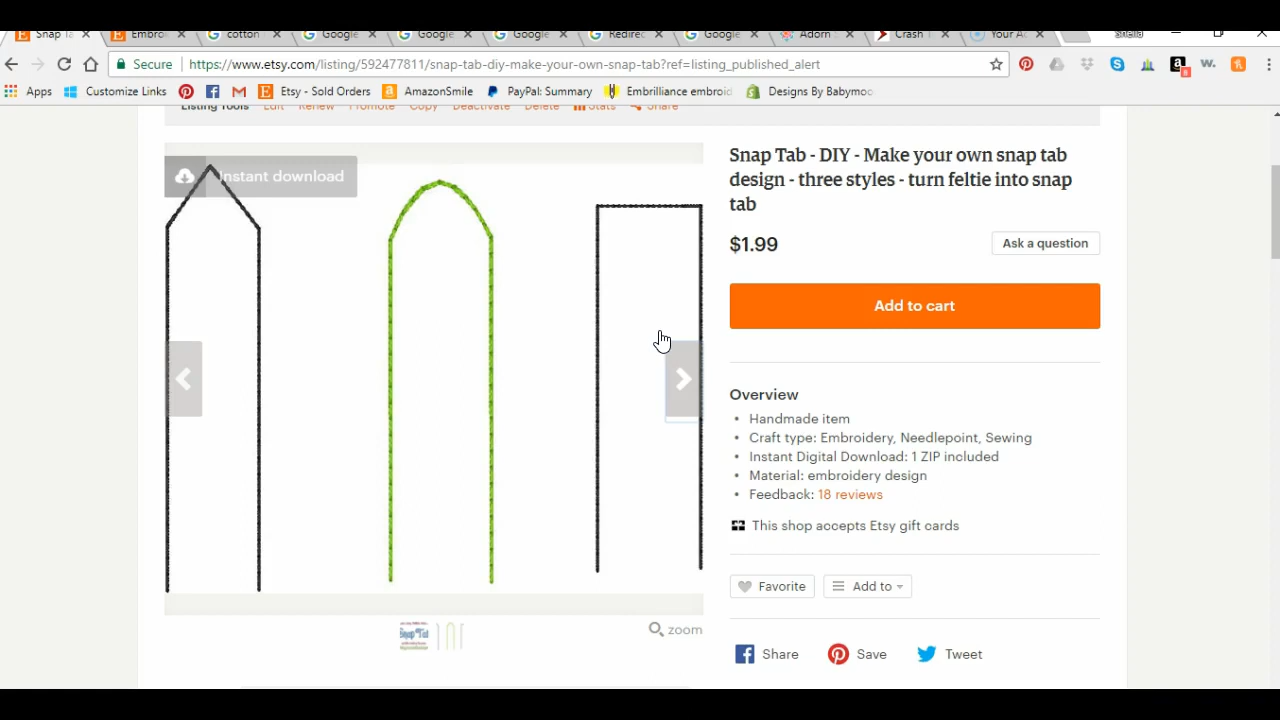 Snap Ta
Embroi
cotton
Google
Google
Google
Redirec
Google
Adorn S
Crash T
Your Ac
Sheila
Secure https://www.etsy.com/listing/592477811/snap-tab-diy-make-your-own-snap-tab?ref=listing_published_alert
Apps Customize Links Etsy - Sold Orders AmazonSmile PayPal: Summary Embrilliance embroid Designs By Babymoo
Listing Tools Edit Renew Promote Copy Deactivate Delete Stats Share
Instant download
Snap Tab - DIY - Make your own snap tab
design - three styles - turn feltie into snap
tab
$1.99
Ask a question
Add to cart
Overview
• Handmade item
• Craft type: Embroidery, Needlepoint, Sewing
• Instant Digital Download: 1 ZIP included
• Material: embroidery design
• Feedback: 18 reviews
This shop accepts Etsy gift cards
Favorite Add to
Snap Tab
zoom
Share Save Tweet